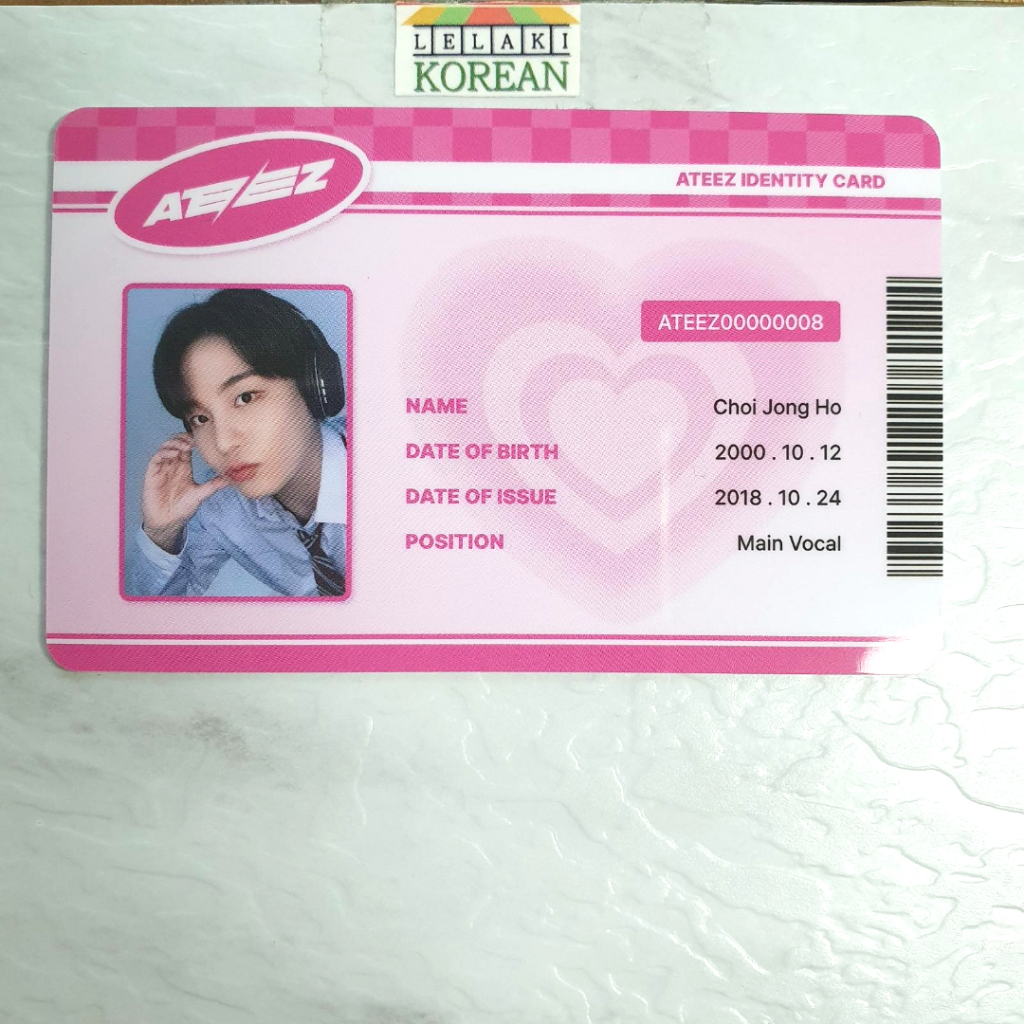 LELAKI
KOREAN
ATEEZ
ATEEZ IDENTITY CARD
ATEEZ00000008
NAME Choi Jong Ho
DATE OF BIRTH 2000 . 10 . 12
DATE OF ISSUE 2018 . 10 . 24
POSITION Main Vocal